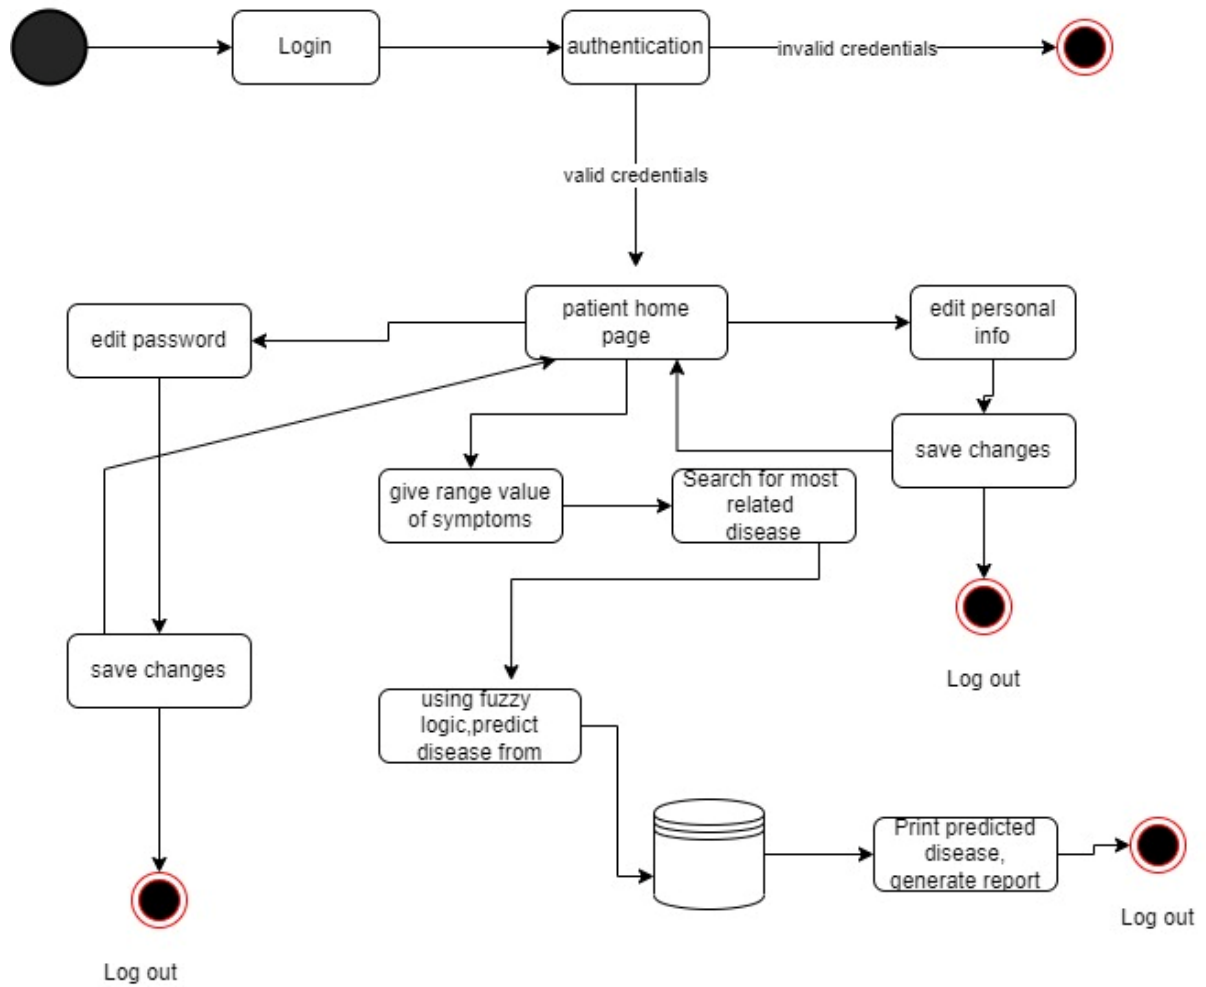 Login
authentication
invalid credentials
valid credentials
patient home
page
edit personal
info
edit password
save changes
give range value
of symptoms
Search for most
related
disease
Log out
save changes
using fuzzy
logic,predict
disease from
Print predicted
disease,
generate report
Log out
Log out